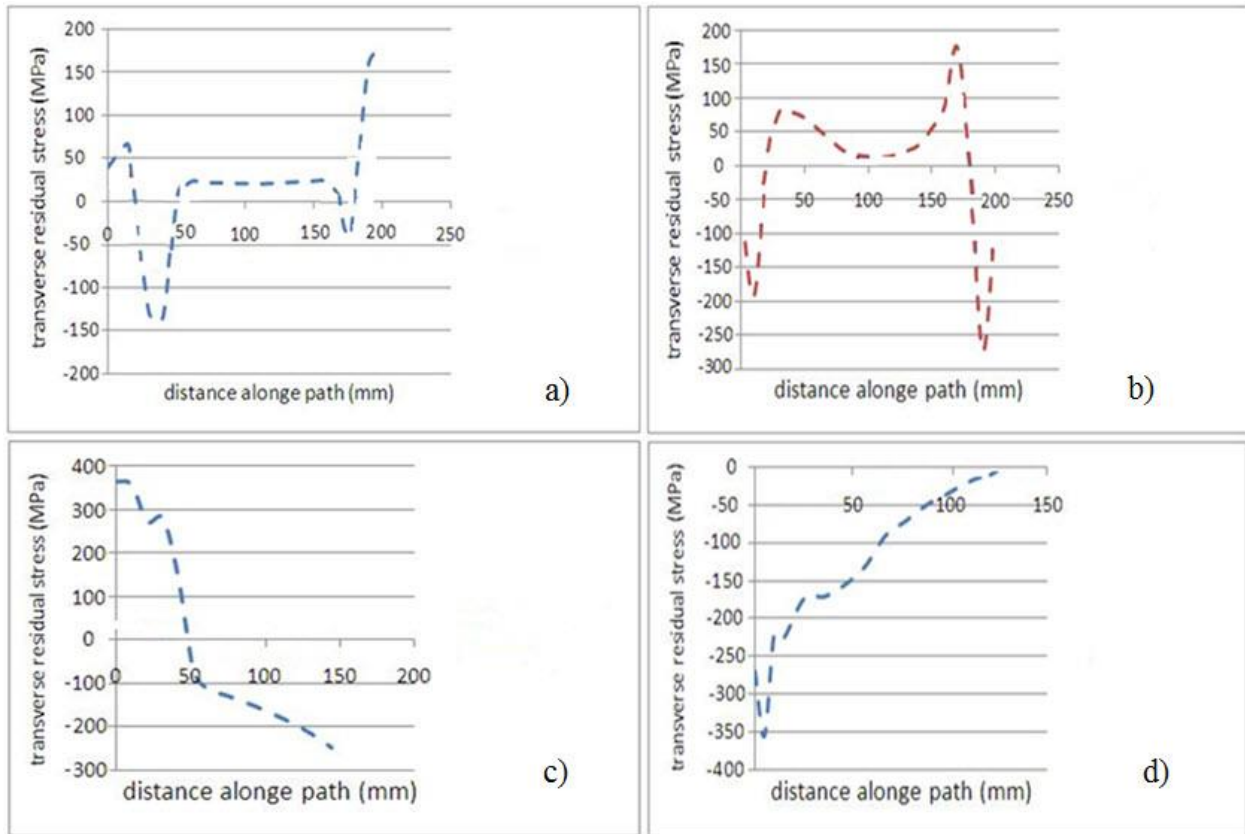 transverse residual stress (MPa)
200
150
100
50
0
-50
-100
-150
-200
0 50 100 150 200 250
distance alonge path (mm)
a)
transverse residual stress (MPa)
200
150
100
50
0
-50
-100
-150
-200
-250
-300
50 100 150 200 250
distance alonge path (mm)
b)
transverse residual stress (MPa)
400
300
200
100
0
-100
-200
-300
0 50 100 150 200
distance alonge path (mm)
c)
transverse residual stress (MPa)
0
-50
-100
-150
-200
-250
-300
-350
-400
50 100 150
distance alonge path (mm)
d)